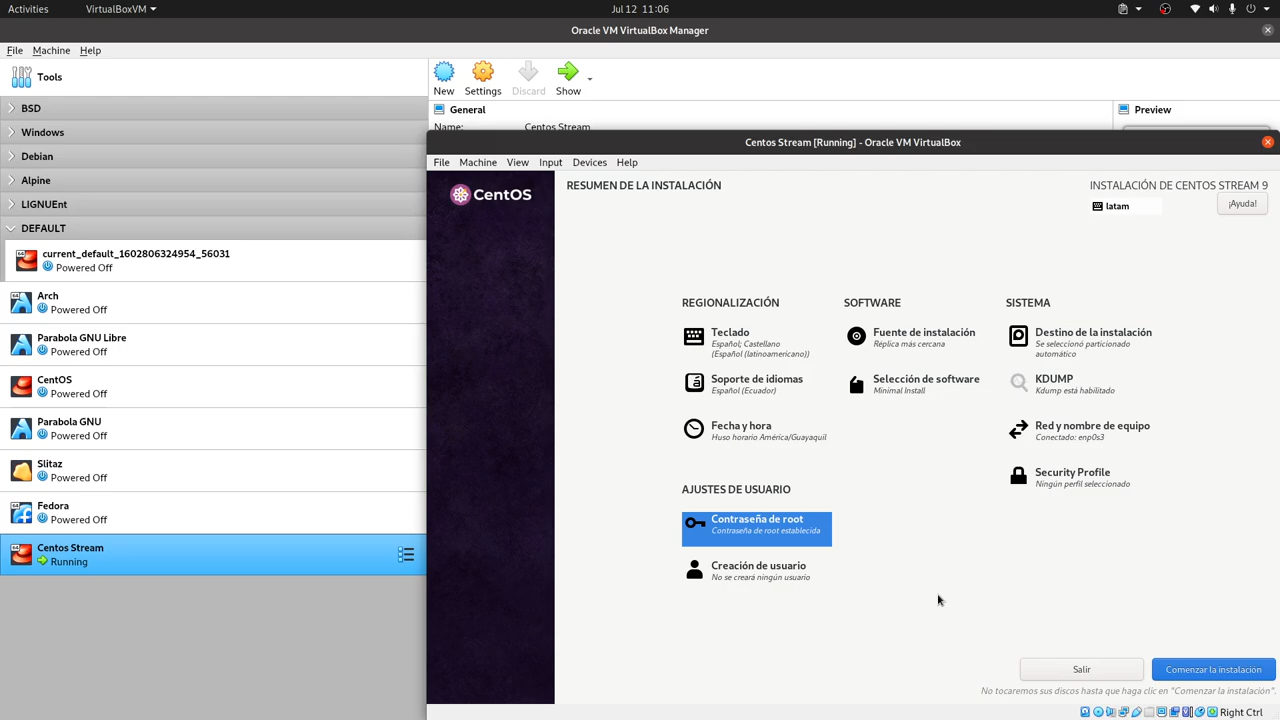 Activities
VirtualBoxVM
Jul 12 11:06
Oracle VM VirtualBox Manager
File Machine Help
Tools
New Settings Discard Show
BSD
Windows
Debian
Alpine
LIGNUEnt
DEFAULT
current_default_1602806324954_56031
Powered Off
Arch
Powered Off
Parabola GNU Libre
Powered Off
CentOS
Powered Off
Parabola GNU
Powered Off
Slitaz
Powered Off
Fedora
Powered Off
Centos Stream
Running
General
Preview
Name: Centos Stream
Centos Stream [Running] - Oracle VM VirtualBox
File Machine View Input Devices Help
CentOS
RESUMEN DE LA INSTALACIÓN
INSTALACIÓN DE CENTOS STREAM 9
latam
¡Ayuda!
REGIONALIZACIÓN
Teclado
Español; Castellano
(Español (latinoamericano))
Soporte de idiomas
Español (Ecuador)
Fecha y hora
Huso horario América/Guayaquil
SOFTWARE
Fuente de instalación
Réplica más cercana
Selección de software
Minimal Install
SISTEMA
Destino de la instalación
Se seleccionó particionado
automático
KDUMP
Kdump está habilitado
Red y nombre de equipo
Conectado: enp0s3
Security Profile
Ningún perfil seleccionado
AJUSTES DE USUARIO
Contraseña de root
Contraseña de root establecida
Creación de usuario
No se creará ningún usuario
Salir
Comenzar la instalación
No tocaremos sus discos hasta que haga clic en "Comenzar la instalación".
Right Ctrl